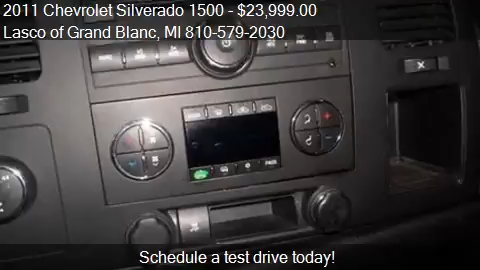 2011 Chevrolet Silverado 1500 - $23,999.00
Lasco of Grand Blanc, MI 810-579-2030
Schedule a test drive today!